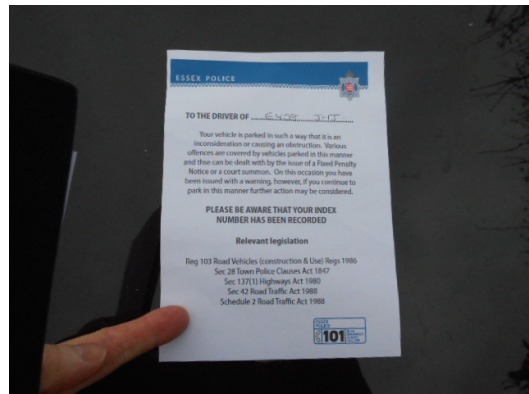 ESSEX POLICE
TO THE DRIVER OF
Your vehicle is parked in such a way that it is an
inconsideration or causing an obstruction. Various
offences are covered by vehicles parked in this manner
and thse can be dealt with by the issue of a Fixed Penalty
Notice or a court summon. On this occasion you have
been issued with a warning, however, if you continue to
park in this manner further action may be considered.
PLEASE BE AWARE THAT YOUR INDEX
NUMBER HAS BEEN RECORDED
Relevant legislation
Reg 103 Road Vehicles (construction & Use) Regs 1986
Sec 28 Town Police Clauses Act 1847
Sec 137(1) Highways Act 1980
Sec 42 Road Traffic Act 1988
Schedule 2 Road Traffic Act 1988
ESSEX
POLICE
101